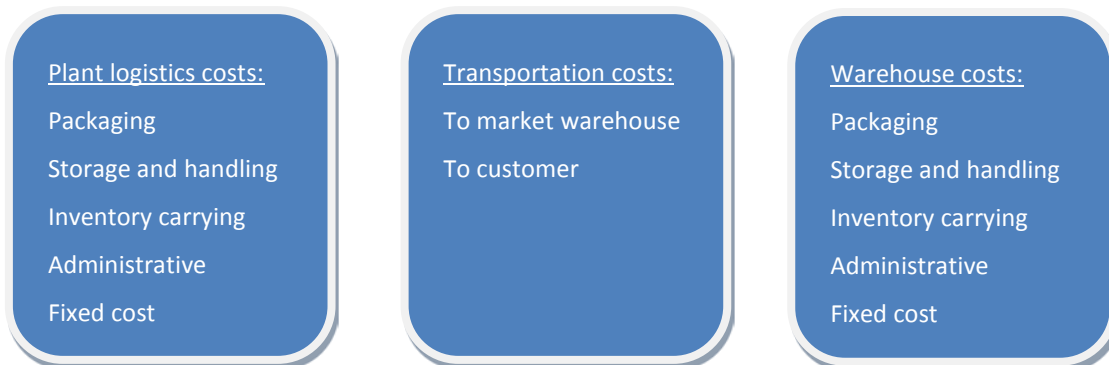 Plant logistics costs:
Packaging
Storage and handling
Inventory carrying
Administrative
Fixed cost
Transportation costs:
To market warehouse
To customer
Warehouse costs:
Packaging
Storage and handling
Inventory carrying
Administrative
Fixed cost